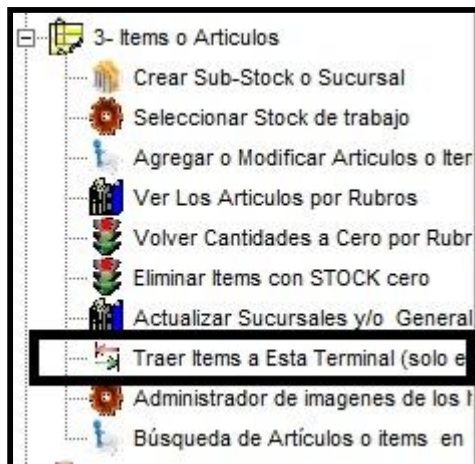 3- Items o Articulos
Crear Sub-Stock o Sucursal
Seleccionar Stock de trabajo
Agregar o Modificar Articulos o Iter
Ver Los Articulos por Rubros
Volver Cantidades a Cero por Rubr
Eliminar Items con STOCK cero
Actualizar Sucursales y/o General
Traer Items a Esta Terminal (solo e
Administrador de imagenes de los
Búsqueda de Artículos o items en